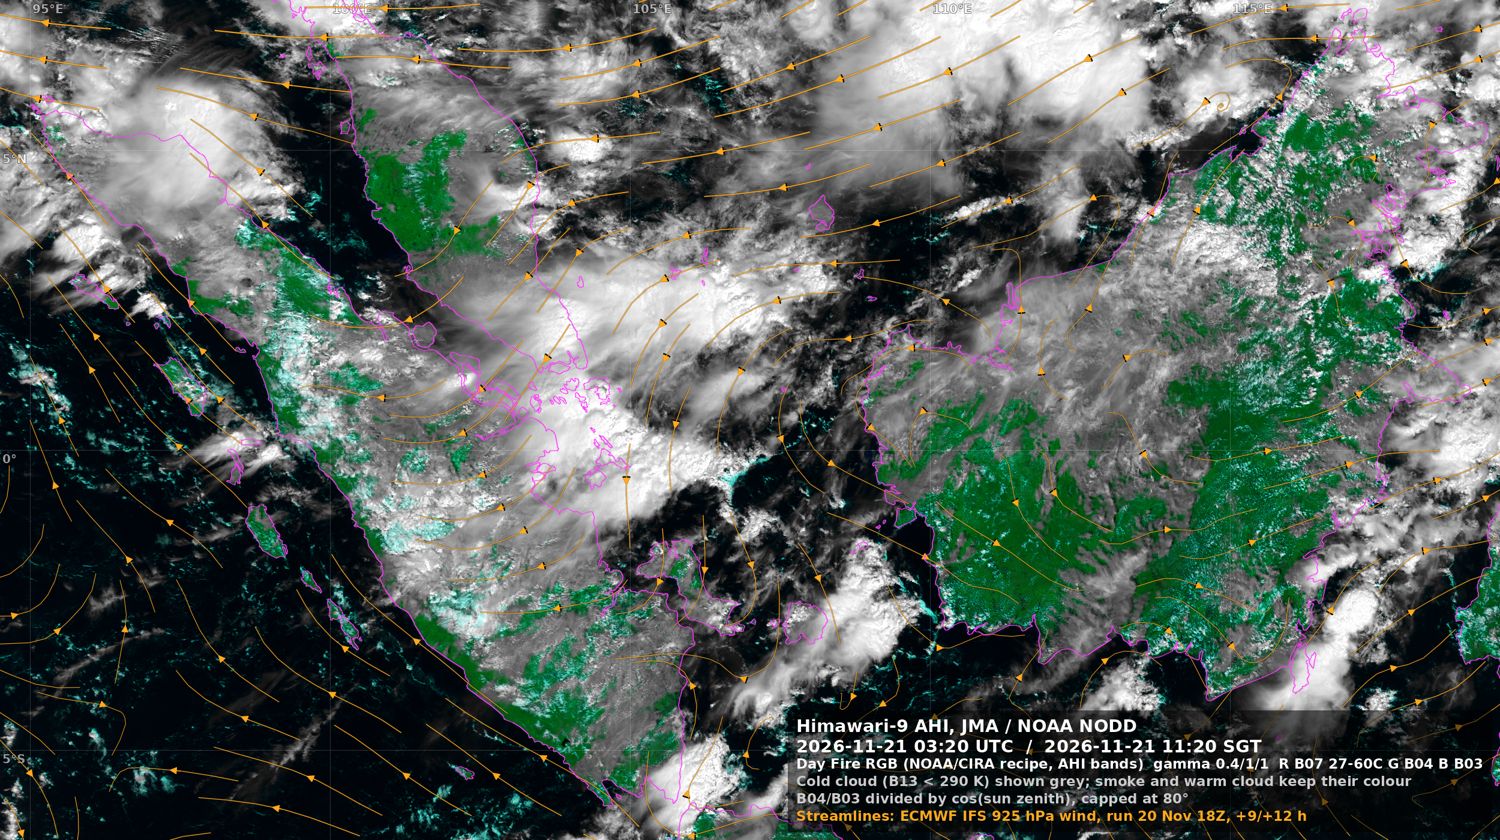 95°E 100°E 105°E 110°E 115°E
5°N
0°
5°S
Himawari-9 AHI, JMA / NOAA NODD
2026-11-21 03:20 UTC / 2026-11-21 11:20 SGT
Day Fire RGB (NOAA/CIRA recipe, AHI bands) gamma 0.4/1/1 R B07 27-60C G B04 B B03
Cold cloud (B13 < 290 K) shown grey; smoke and warm cloud keep their colour
B04/B03 divided by cos(sun zenith), capped at 80°
Streamlines: ECMWF IFS 925 hPa wind, run 20 Nov 18Z, +9/+12 h